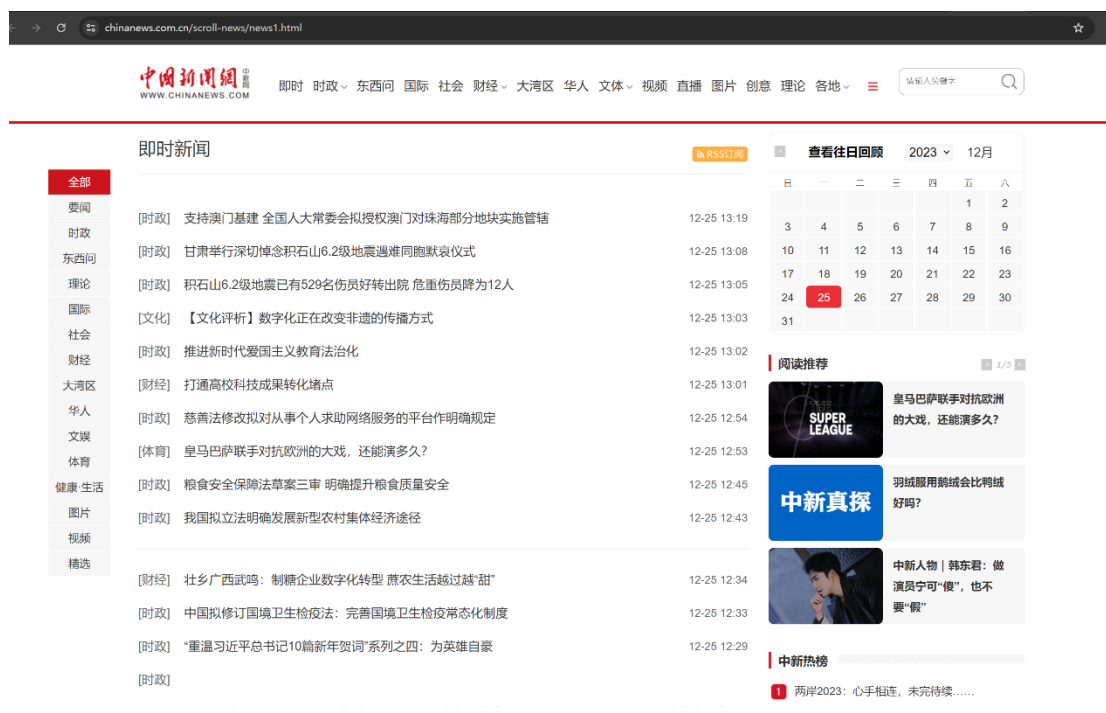 chinanews.com.cn/scroll-news/news1.html
中國新聞網 中新網
WWW.CHINANEWS.COM
即时 时政 东西问 国际 社会 财经 大湾区 华人 文体 视频 直播 图片 创意 理论 各地
请输入关键字
即时新闻
RSS订阅
全部
要闻
时政
东西问
理论
国际
社会
财经
大湾区
华人
文娱
体育
健康·生活
图片
视频
精选
[时政] 支持澳门基建 全国人大常委会拟授权澳门对珠海部分地块实施管辖 12-25 13:19
[时政] 甘肃举行深切悼念积石山6.2级地震遇难同胞默哀仪式 12-25 13:08
[时政] 积石山6.2级地震已有529名伤员好转出院 危重伤员降为12人 12-25 13:05
[文化] 【文化评析】数字化正在改变非遗的传播方式 12-25 13:03
[时政] 推进新时代爱国主义教育法治化 12-25 13:02
[财经] 打通高校科技成果转化堵点 12-25 13:01
[时政] 慈善法修改拟对从事个人求助网络服务的平台作明确规定 12-25 12:54
[体育] 皇马巴萨联手对抗欧洲的大戏，还能演多久？ 12-25 12:53
[时政] 粮食安全保障法草案三审 明确提升粮食质量安全 12-25 12:45
[时政] 我国拟立法明确发展新型农村集体经济途径 12-25 12:43
[财经] 壮乡广西武鸣：制糖企业数字化转型 蔗农生活越过越“甜” 12-25 12:34
[时政] 中国拟修订国境卫生检疫法：完善国境卫生检疫常态化制度 12-25 12:33
[时政] “重温习近平总书记10篇新年贺词”系列之四：为英雄自豪 12-25 12:29
[时政]
查看往日回顾 2023 12月
日 一 二 三 四 五 六
1 2
3 4 5 6 7 8 9
10 11 12 13 14 15 16
17 18 19 20 21 22 23
24 25 26 27 28 29 30
31
阅读推荐 1/5
SUPER
LEAGUE
皇马巴萨联手对抗欧洲
的大戏，还能演多久？
中新真探
羽绒服用鹅绒会比鸭绒
好吗？
中新人物 | 韩东君：做
演员宁可“傻”，也不
要“假”
中新热榜
1 两岸2023：心手相连，未完待续……